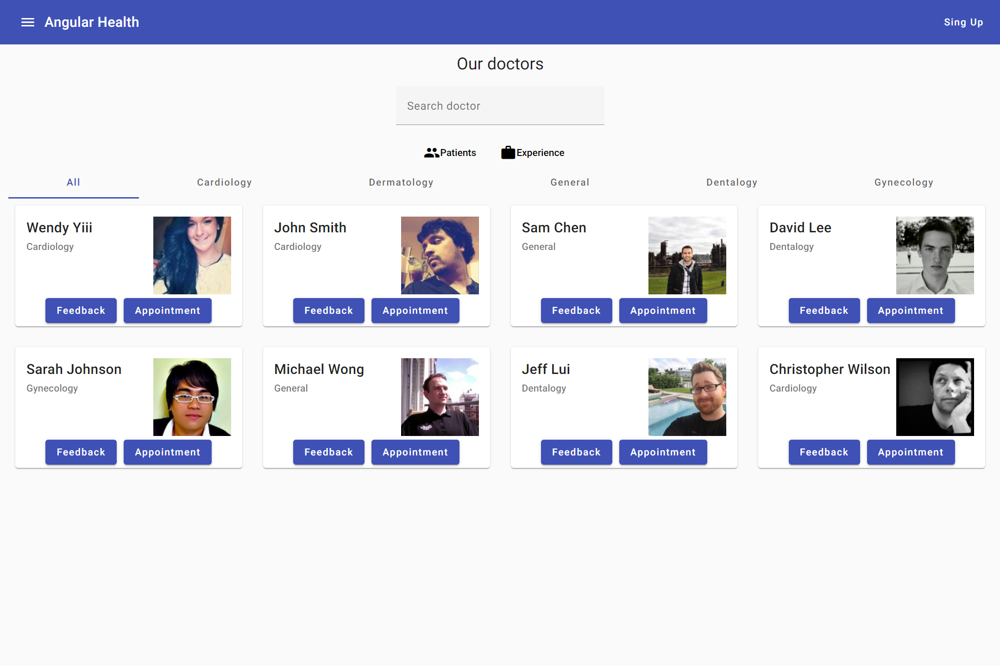 Angular Health
Sing Up
Our doctors
Search doctor
Patients Experience
All Cardiology Dermatology General Dentalogy Gynecology
Wendy Yiii
Cardiology
Feedback Appointment
John Smith
Cardiology
Feedback Appointment
Sam Chen
General
Feedback Appointment
David Lee
Dentalogy
Feedback Appointment
Sarah Johnson
Gynecology
Feedback Appointment
Michael Wong
General
Feedback Appointment
Jeff Lui
Dentalogy
Feedback Appointment
Christopher Wilson
Cardiology
Feedback Appointment